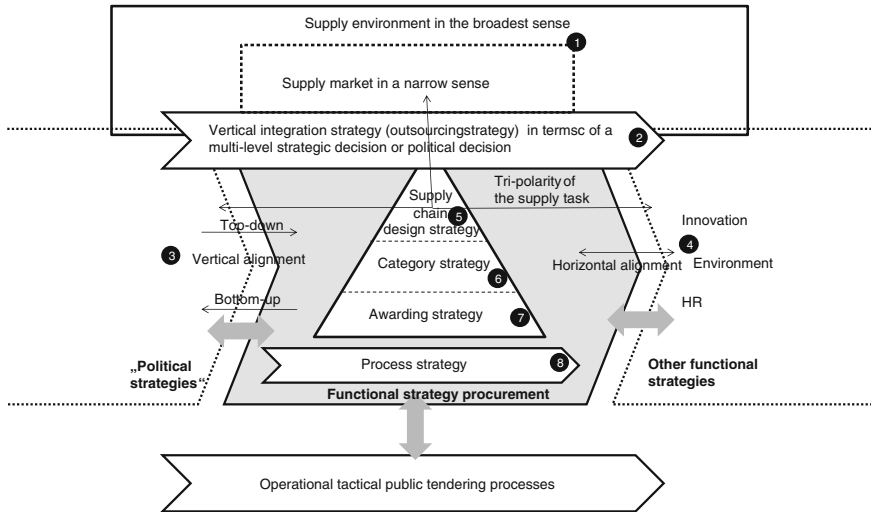 Supply environment in the broadest sense
1
Supply market in a narrow sense
Vertical integration strategy (outsourcingstrategy) in termsc of a
multi-level strategic decision or political decision
2
Tri-polarity of
the supply task
Supply
chain
design strategy
5
Top-down
3
Vertical alignment
Bottom-up
Category strategy
6
Awarding strategy
7
Innovation
4
Horizontal alignment
Environment
HR
Process strategy
8
„Political
strategies“
Functional strategy procurement
Other functional
strategies
Operational tactical public tendering processes